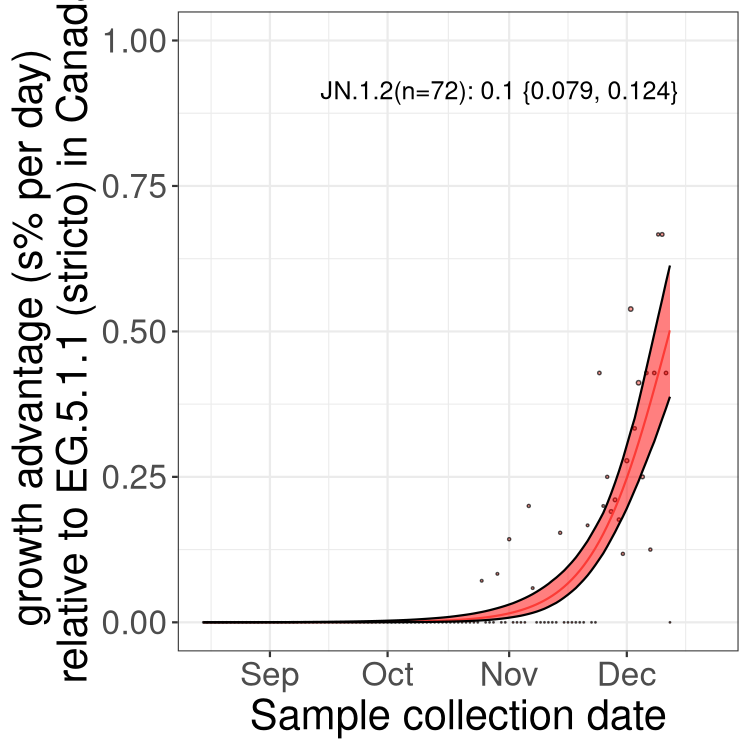 growth advantage (s% per day)
relative to EG.5.1.1 (stricto) in Canada
1.00
0.75
0.50
0.25
0.00
JN.1.2(n=72): 0.1 {0.079, 0.124}
Sep Oct Nov Dec
Sample collection date